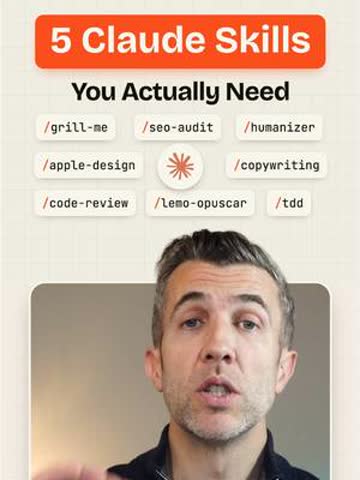 5 Claude Skills
You Actually Need
/grill-me /seo-audit /humanizer
/apple-design /copywriting
/code-review /lemo-opuscar /tdd